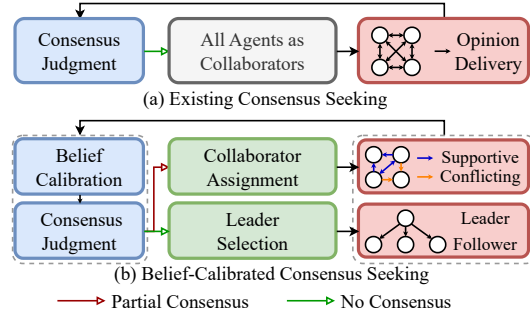 Consensus
Judgment
All Agents as
Collaborators
Opinion
Delivery
(a) Existing Consensus Seeking
Belief
Calibration
Collaborator
Assignment
Supportive
Conflicting
Consensus
Judgment
Leader
Selection
Leader
Follower
(b) Belief-Calibrated Consensus Seeking
Partial Consensus
No Consensus